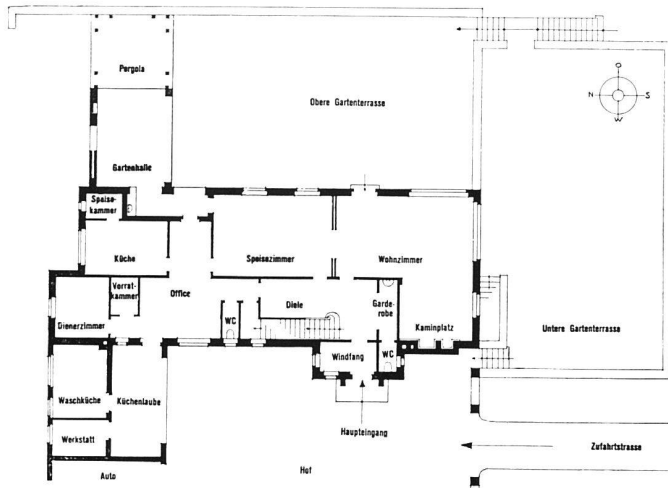 Pergola
Obere Gartenterrasse
O
N
S
W
Gartenhalle
Speise-
kammer
Küche
Speisezimmer
Wohnzimmer
Vorrat-
kammer
Office
Diele
Garde-
robe
WC
Dienerzimmer
Kaminplatz
Untere Gartenterrasse
Windfang
WC
Waschküche
Küchenlaube
Werkstatt
Haupteingang
Zufahrtstrasse
Auto
Hof